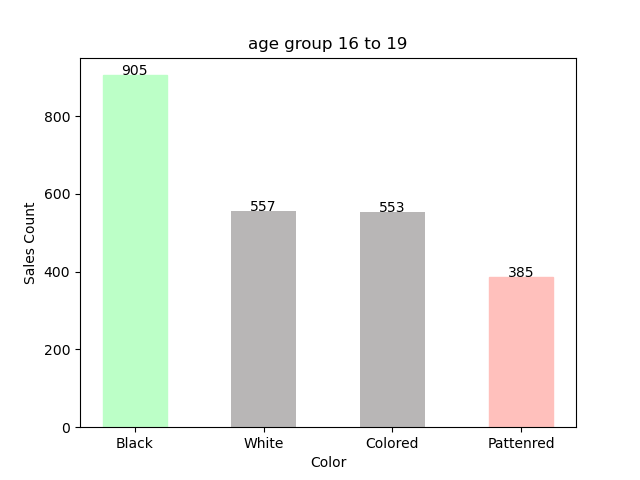 age group 16 to 19
905
800
600
557
553
400
385
200
0
Sales Count
Black
White
Colored
Pattenred
Color